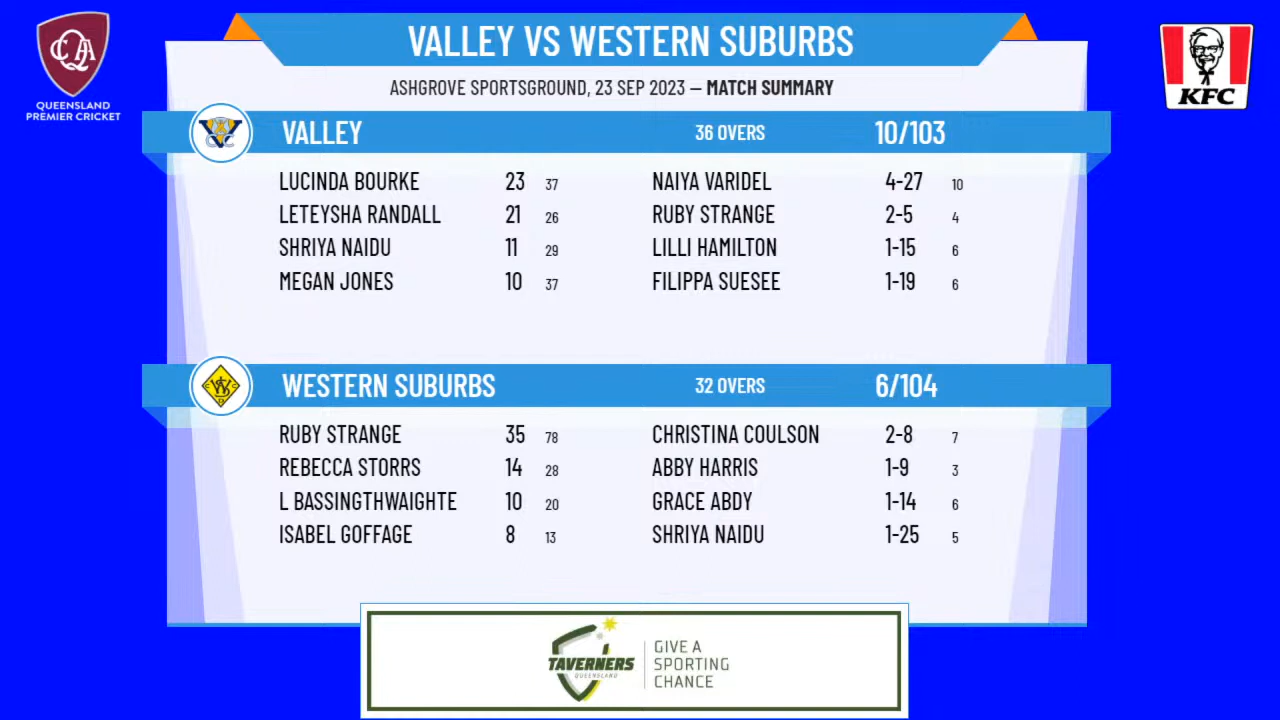 VALLEY VS WESTERN SUBURBS
QUEENSLAND
PREMIER CRICKET
KFC
ASHGROVE SPORTSGROUND, 23 SEP 2023 – MATCH SUMMARY
VALLEY 36 OVERS 10/103
LUCINDA BOURKE 23 37 NAIYA VARIDEL 4-27 10
LETEYSHA RANDALL 21 26 RUBY STRANGE 2-5 4
SHRIYA NAIDU 11 29 LILLI HAMILTON 1-15 6
MEGAN JONES 10 37 FILIPPA SUESEE 1-19 6
WESTERN SUBURBS 32 OVERS 6/104
RUBY STRANGE 35 78 CHRISTINA COULSON 2-8 7
REBECCA STORRS 14 28 ABBY HARRIS 1-9 3
L BASSINGTHWAIGHTE 10 20 GRACE ABDY 1-14 6
ISABEL GOFFAGE 8 13 SHRIYA NAIDU 1-25 5
TAVERNERS
QUEENSLAND
GIVE A
SPORTING
CHANCE